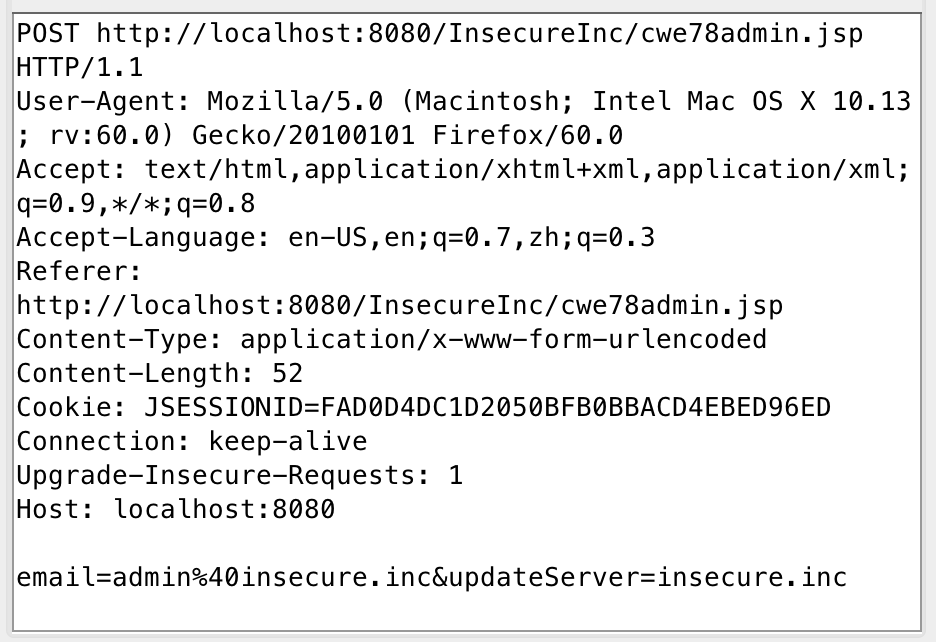 POST http://localhost:8080/InsecureInc/cwe78admin.jsp
HTTP/1.1
User-Agent: Mozilla/5.0 (Macintosh; Intel Mac OS X 10.13
; rv:60.0) Gecko/20100101 Firefox/60.0
Accept: text/html,application/xhtml+xml,application/xml;
q=0.9,*/*;q=0.8
Accept-Language: en-US,en;q=0.7,zh;q=0.3
Referer:
http://localhost:8080/InsecureInc/cwe78admin.jsp
Content-Type: application/x-www-form-urlencoded
Content-Length: 52
Cookie: JSESSIONID=FAD0D4DC1D2050BFB0BBACD4EBED96ED
Connection: keep-alive
Upgrade-Insecure-Requests: 1
Host: localhost:8080

email=admin%40insecure.inc&updateServer=insecure.inc